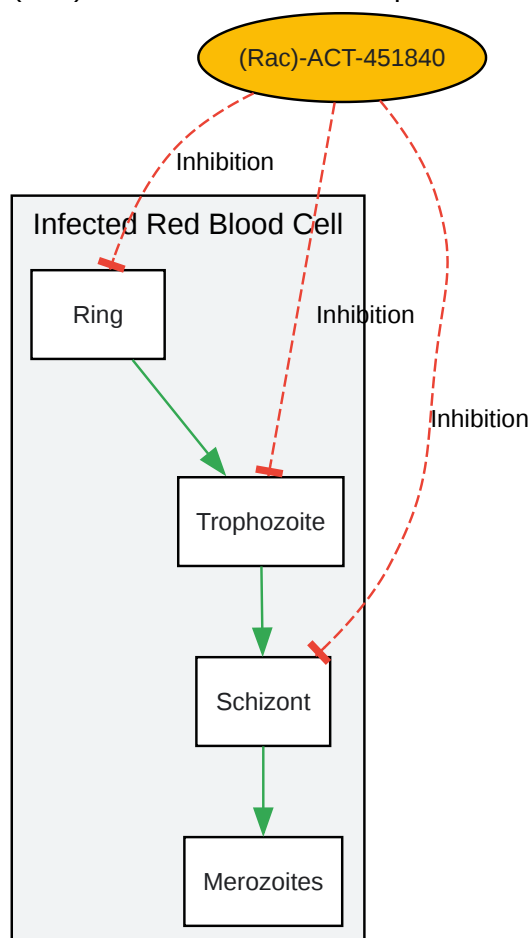 (Rac)-ACT-451840
Inhibition
Infected Red Blood Cell
Ring
Inhibition
Inhibition
Trophozoite
Schizont
Merozoites